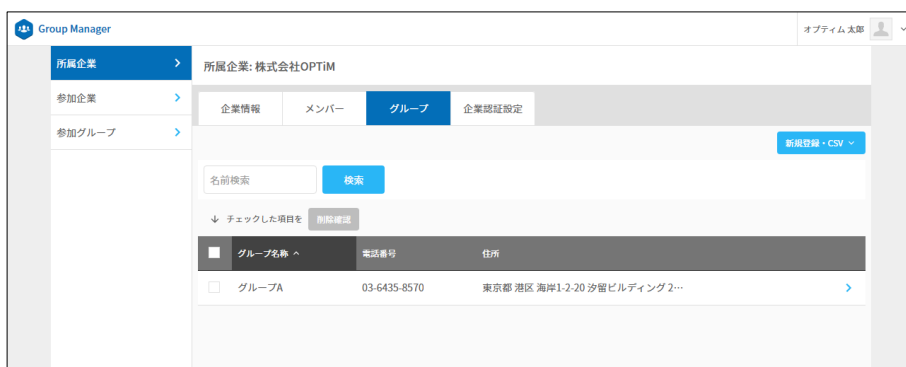 Group Manager
オプティム 太郎
所属企業
参加企業
参加グループ
所属企業: 株式会社OPTiM
企業情報 メンバー グループ 企業認証設定
新規登録・CSV
名前検索 検索
チェックした項目を 削除確認
グループ名称 電話番号 住所
グループA 03-6435-8570 東京都 港区 海岸1-2-20 汐留ビルディング 2…